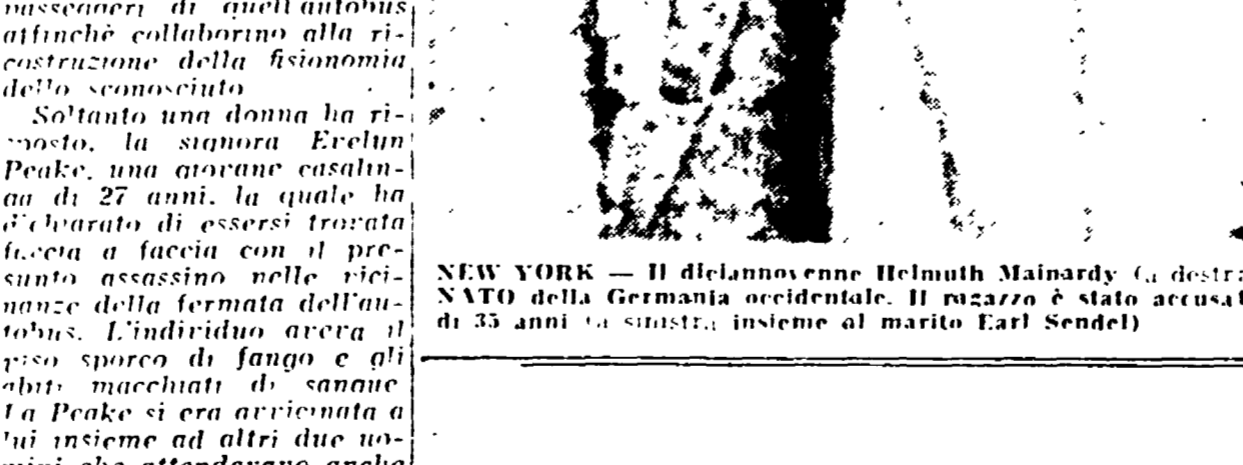 passeggeri di quell'autobus
affinchè collaborino alla ri-
costruzione della fisionomia
dello sconosciuto
Soltanto una donna ha ri-
sposto, la signora Evelyn
Peake, una giovane casalin-
ga di 27 anni, la quale ha
dichiarato di essersi trovata
faccia a faccia con il pre-
sunto assassino nelle vici-
nanze della fermata dell'au-
tobus. L'individuo aveva il
viso sporco di fango e gli
abiti macchiati di sangue
La Peake si era avvicinata a
lui insieme ad altri due uo-
mini che attendevano anche
NEW YORK — Il diciannovenne Helmuth Mainardy (a destra
NATO della Germania occidentale. Il ragazzo è stato accusat
di 35 anni (a sinistra insieme al marito Earl Sendel)